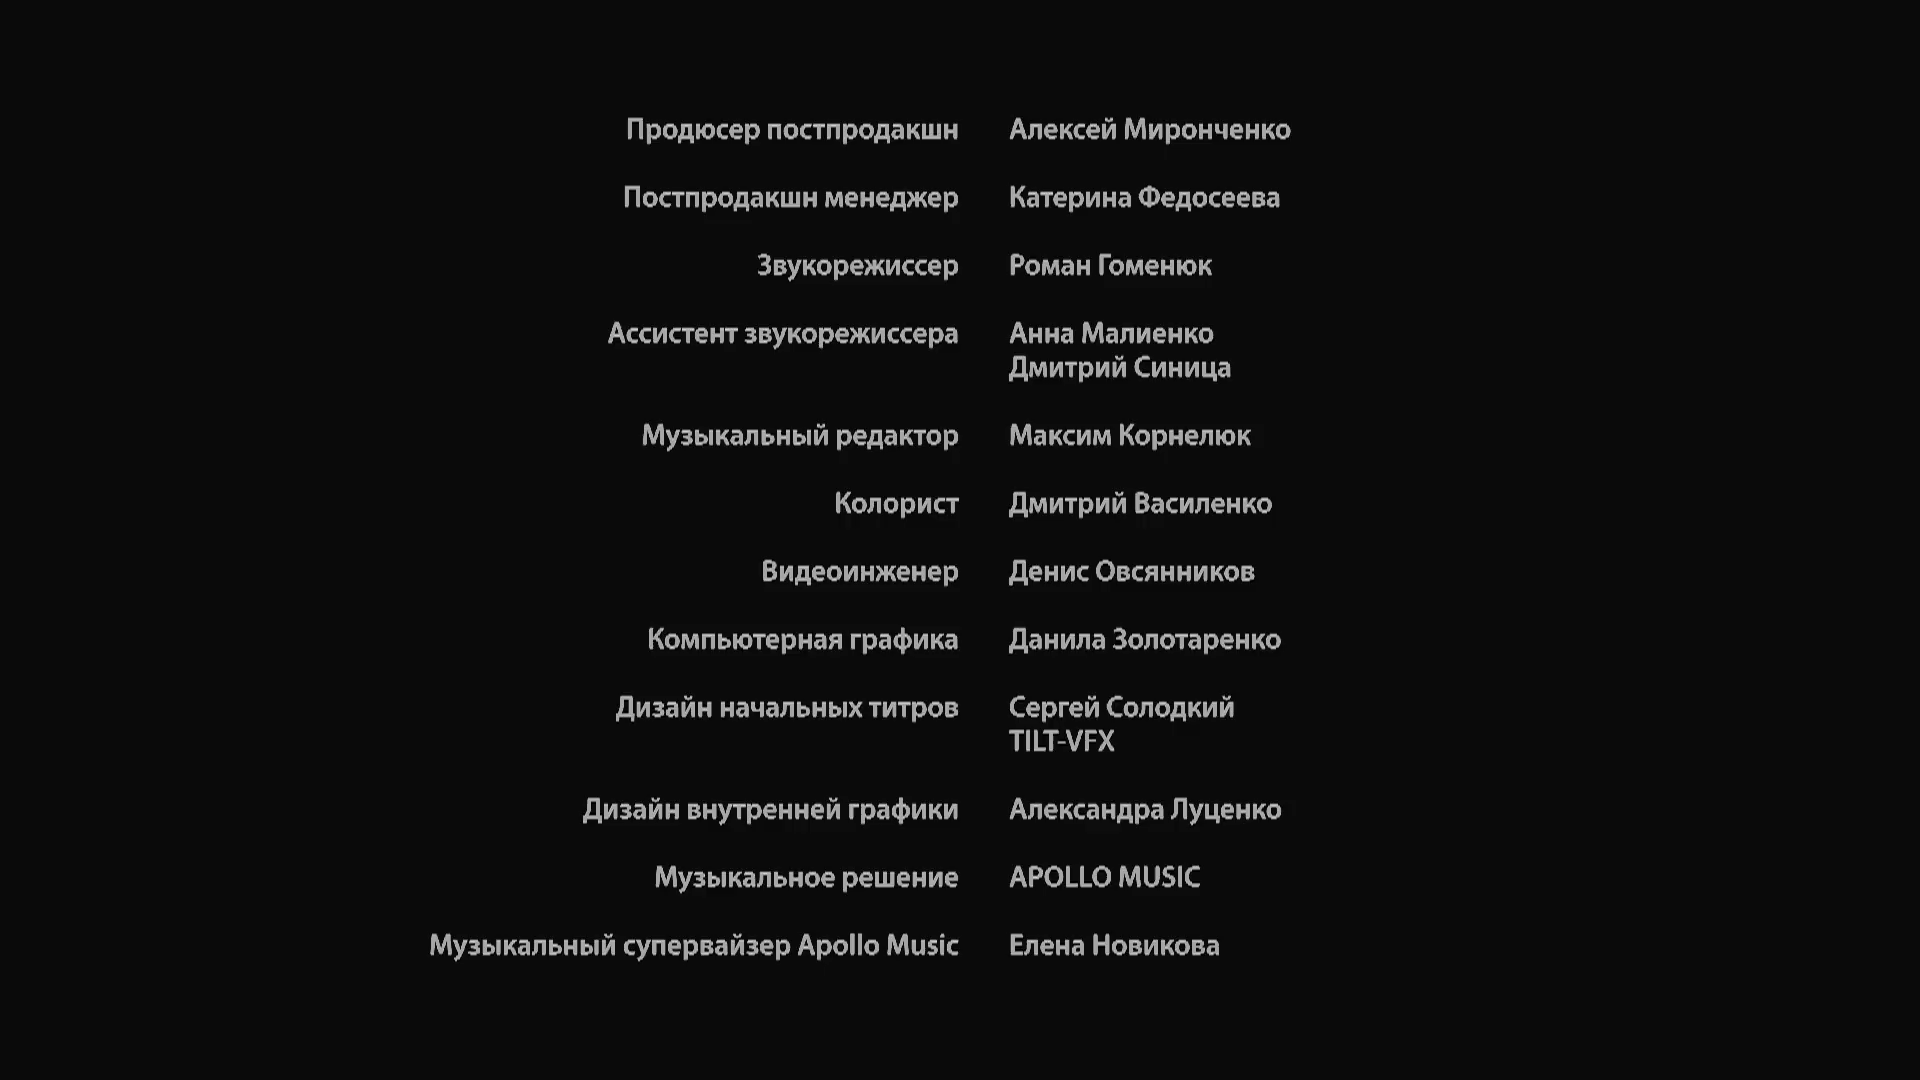 Продюсер постпродакшн Алексей Миронченко
Постпродакшн менеджер Катерина Федосеева
Звукорежиссер Роман Гоменюк
Ассистент звукорежиссера Анна Малиенко
Дмитрий Синица
Музыкальный редактор Максим Корнелюк
Колорист Дмитрий Василенко
Видеоинженер Денис Овсянников
Компьютерная графика Данила Золотаренко
Дизайн начальных титров Сергей Солодкий
TILT-VFX
Дизайн внутренней графики Александра Луценко
Музыкальное решение APOLLO MUSIC
Музыкальный супервайзер Apollo Music Елена Новикова